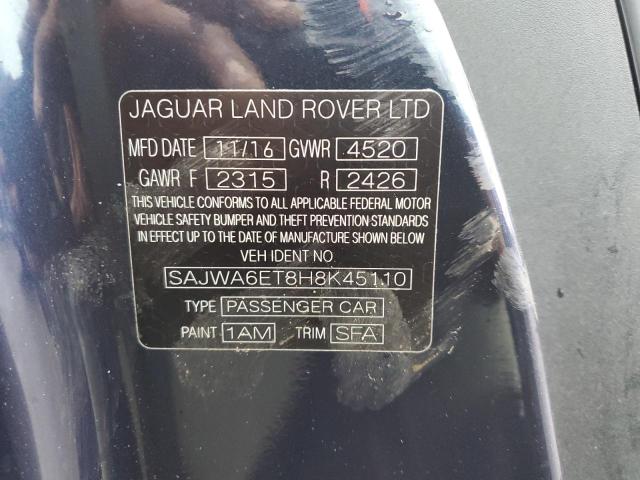 JAGUAR LAND ROVER LTD
MFD DATE 11/16 GVWR 4520
GAWR F 2315 R 2426
THIS VEHICLE CONFORMS TO ALL APPLICABLE FEDERAL MOTOR
VEHICLE SAFETY BUMPER AND THEFT PREVENTION STANDARDS
IN EFFECT UP TO THE DATE OF MANUFACTURE SHOWN BELOW
VEH IDENT NO.
SAJWA6ET8H8K45110
TYPE PASSENGER CAR
PAINT 1AM TRIM SFA